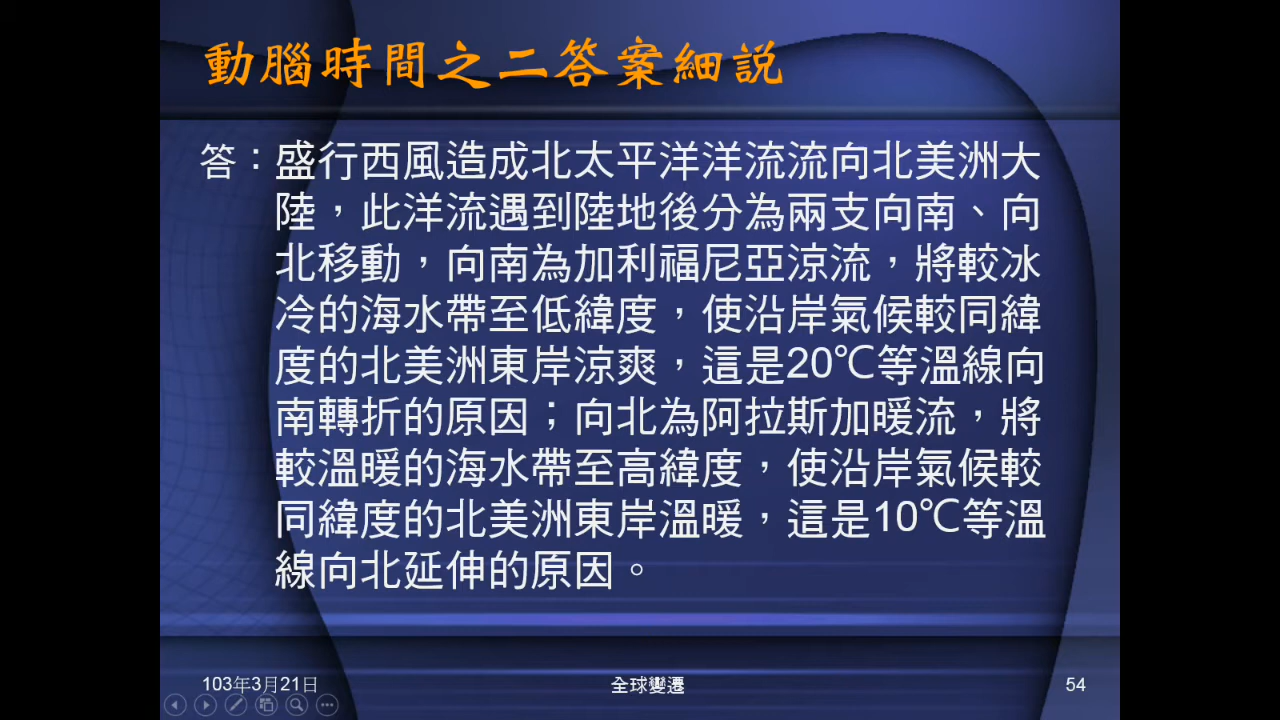 動腦時間之二答案細說
答：盛行西風造成北太平洋洋流流向北美洲大
陸，此洋流遇到陸地後分為兩支向南、向
北移動，向南為加利福尼亞涼流，將較冰
冷的海水帶至低緯度，使沿岸氣候較同緯
度的北美洲東岸涼爽，這是20℃等溫線向
南轉折的原因；向北為阿拉斯加暖流，將
較溫暖的海水帶至高緯度，使沿岸氣候較
同緯度的北美洲東岸溫暖，這是10℃等溫
線向北延伸的原因。
103年3月21日
全球變遷
54